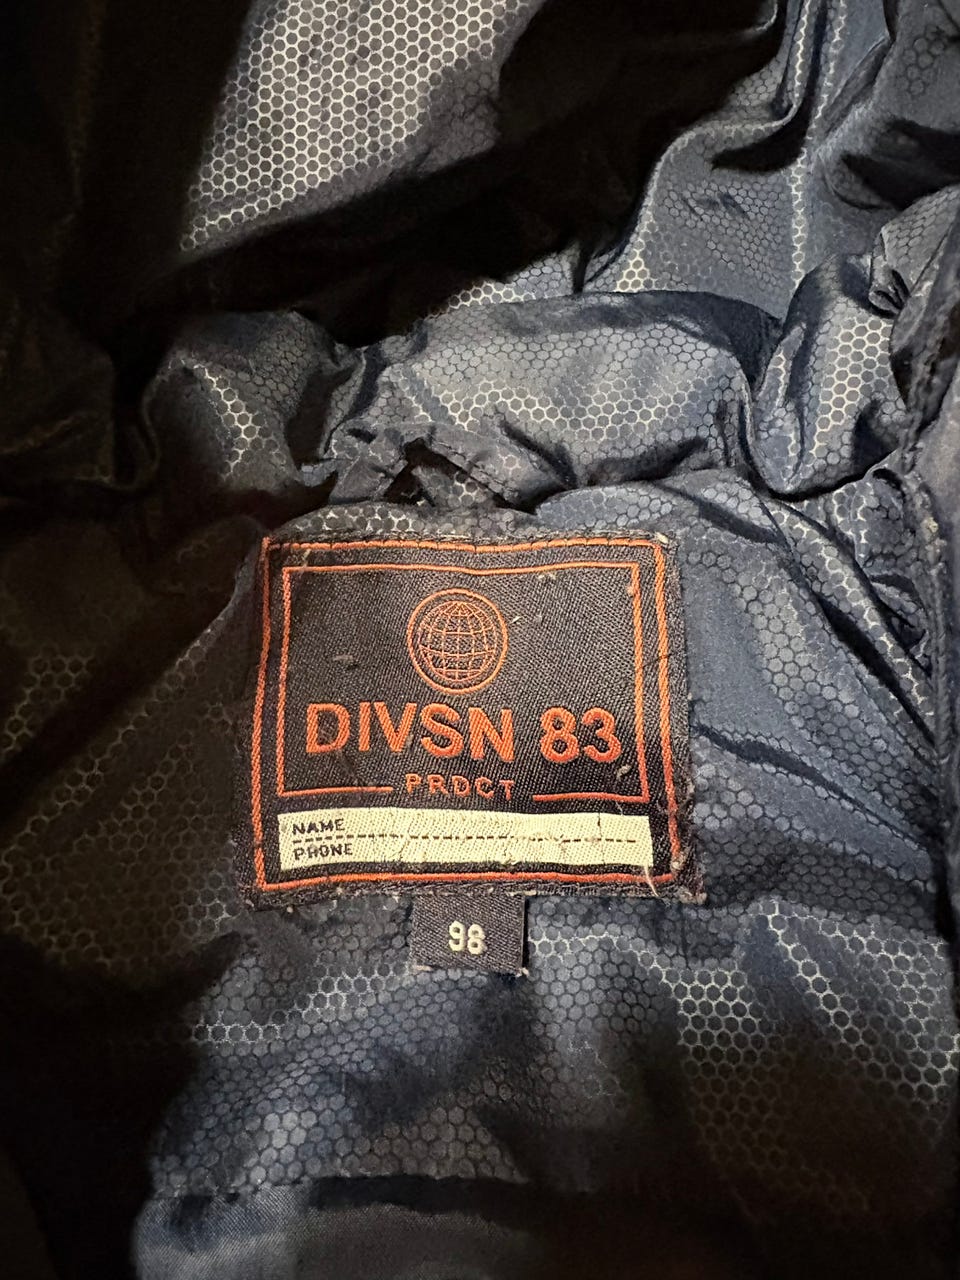 DIVSN 83
PRDCT
NAME
PHONE
98